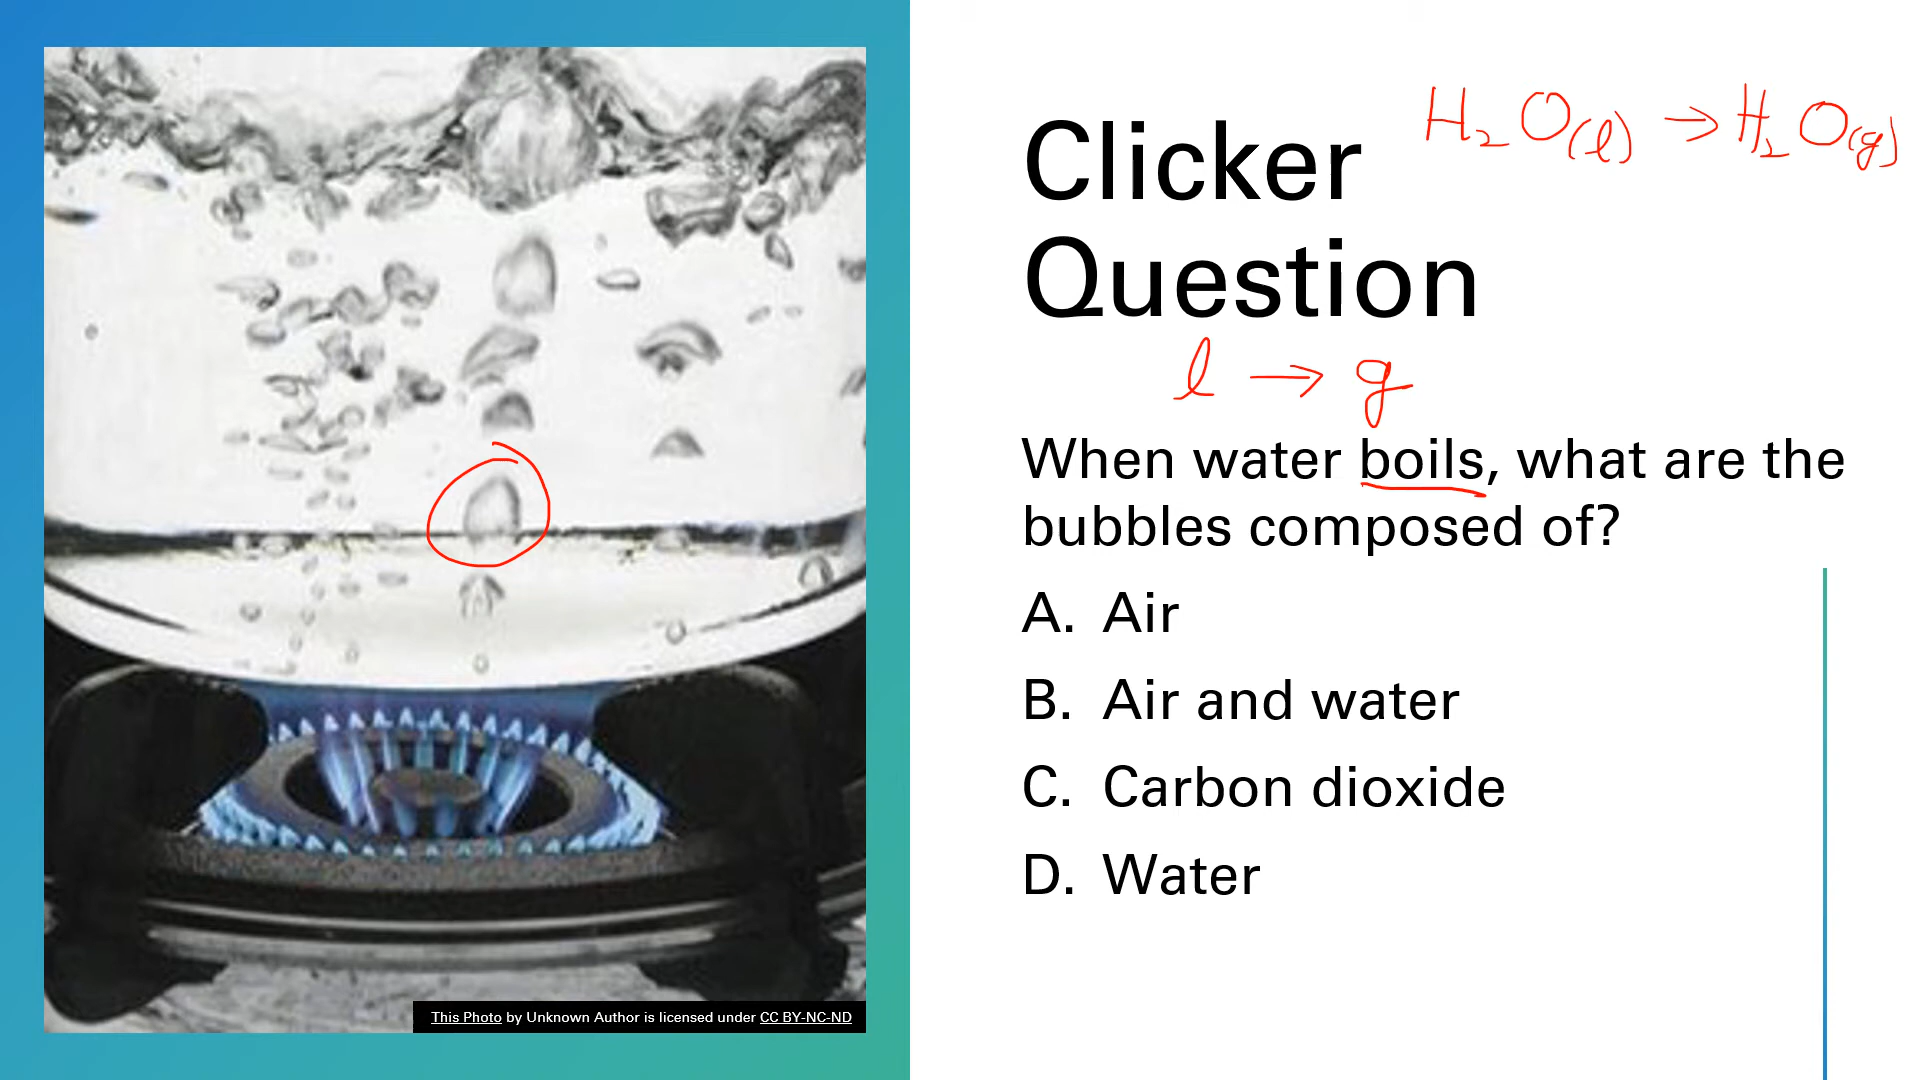 Clicker
Question
H₂O(l) → H₂O(g)
l → g
When water boils, what are the
bubbles composed of?
A. Air
B. Air and water
C. Carbon dioxide
D. Water
This Photo by Unknown Author is licensed under CC BY-NC-ND